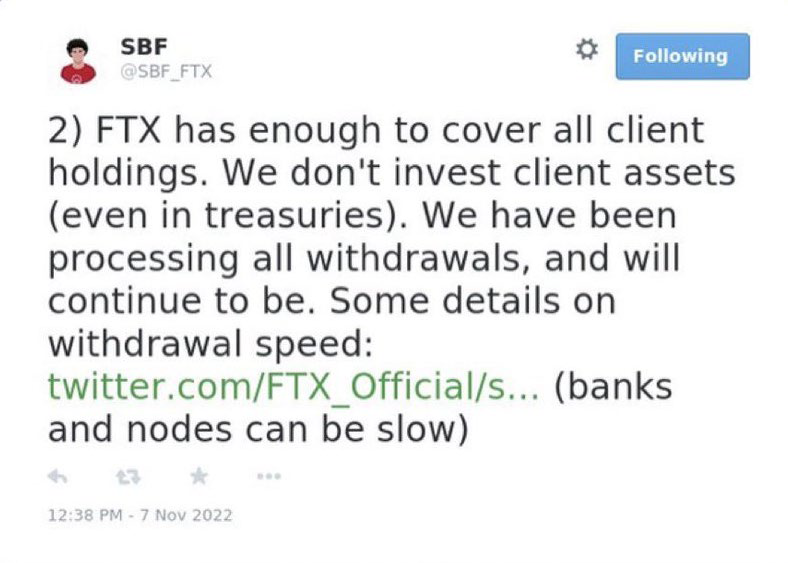 SBF
@SBF_FTX
Following
2) FTX has enough to cover all client
holdings. We don't invest client assets
(even in treasuries). We have been
processing all withdrawals, and will
continue to be. Some details on
withdrawal speed:
twitter.com/FTX_Official/s... (banks
and nodes can be slow)
12:38 PM - 7 Nov 2022